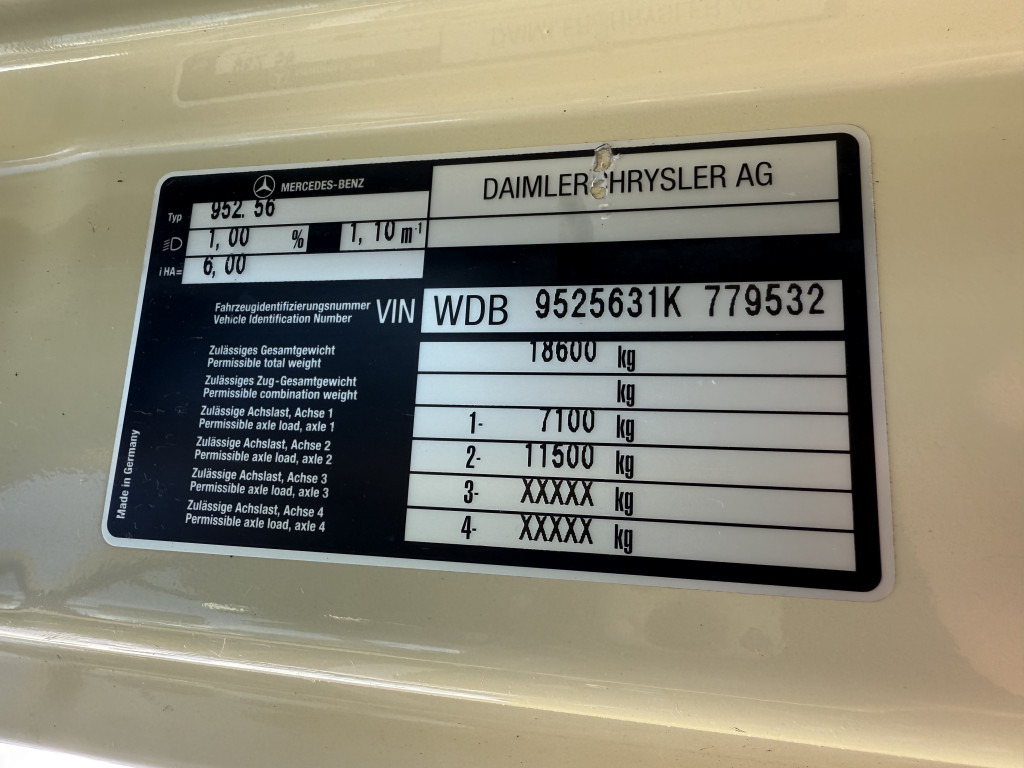 MERCEDES-BENZ
DAIMLERCHRYSLER AG
Typ 952.56
1,00 % 1,10 m-1
i HA= 6,00
Fahrzeugidentifizierungsnummer
Vehicle Identification Number
VIN WDB 9525631K 779532
Zulässiges Gesamtgewicht
Permissible total weight
18600 kg
Zulässiges Zug-Gesamtgewicht
Permissible combination weight
kg
Zulässige Achslast, Achse 1
Permissible axle load, axle 1
1- 7100 kg
Zulässige Achslast, Achse 2
Permissible axle load, axle 2
2- 11500 kg
Zulässige Achslast, Achse 3
Permissible axle load, axle 3
3- XXXXX kg
Zulässige Achslast, Achse 4
Permissible axle load, axle 4
4- XXXXX kg
Made in Germany